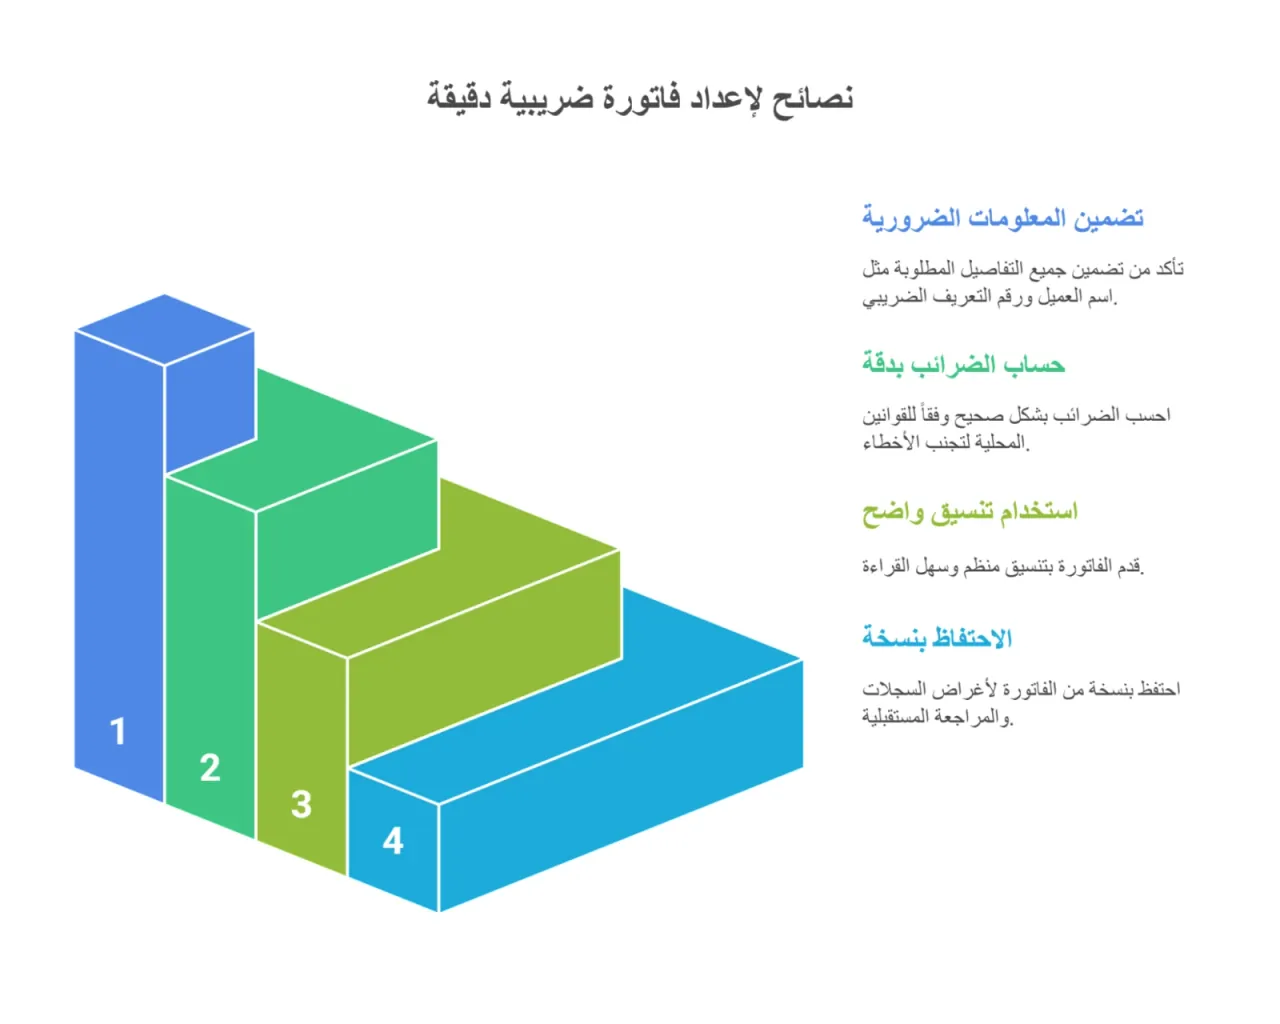 نصائح لإعداد فاتورة ضريبية دقيقة
تضمين المعلومات الضرورية
تأكد من تضمين جميع التفاصيل المطلوبة مثل
اسم العميل ورقم التعريف الضريبي.
حساب الضرائب بدقة
احسب الضرائب بشكل صحيح وفقاً للقوانين
المحلية لتجنب الأخطاء.
استخدام تنسيق واضح
قدم الفاتورة بتنسيق منظم وسهل القراءة.
الاحتفاظ بنسخة
احتفظ بنسخة من الفاتورة لأغراض السجلات
والمراجعة المستقبلية.
1
2
3
4